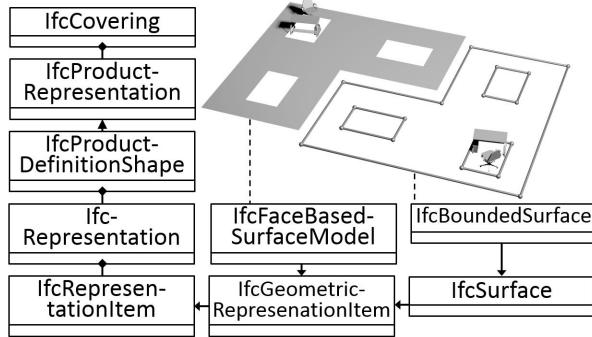 IfcCovering
IfcProduct-
Representation
IfcProduct-
DefinitionShape
Ifc-
Representation
IfcRepresen-
tationItem
IfcFaceBased-
SurfaceModel
IfcGeometric-
RepresenationItem
IfcBoundedSurface
IfcSurface